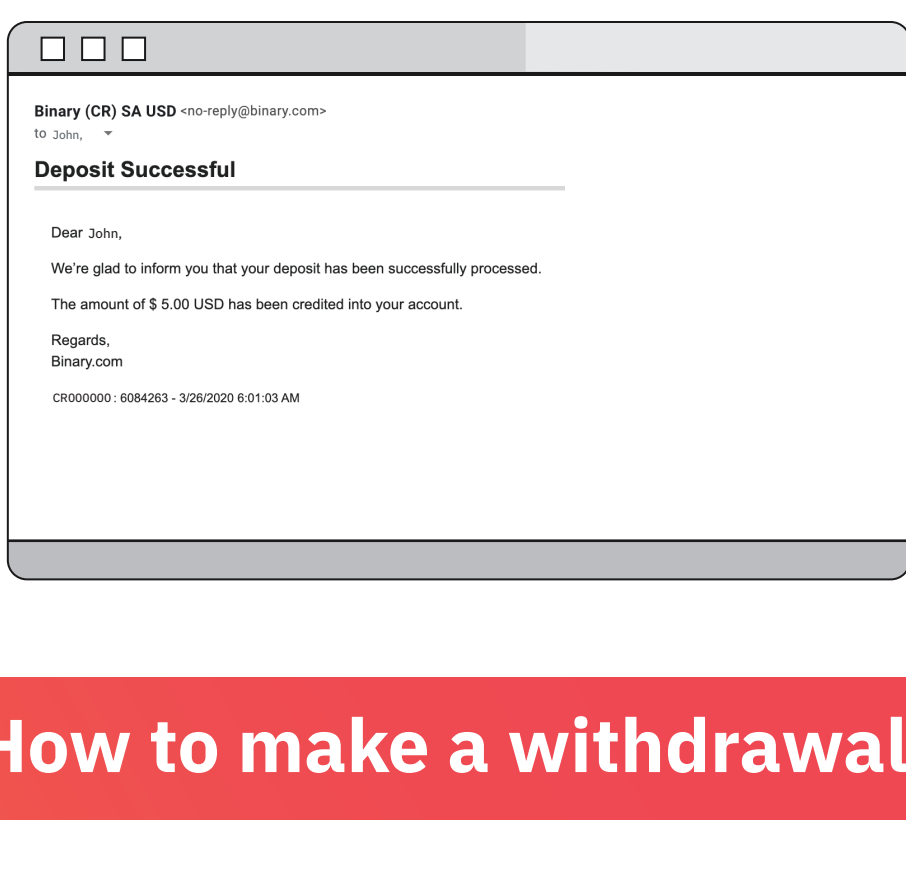 Binary (CR) SA USD <no-reply@binary.com>
to John,
Deposit Successful
Dear John,
We’re glad to inform you that your deposit has been successfully processed.
The amount of $ 5.00 USD has been credited into your account.
Regards,
Binary.com
CR000000 : 6084263 - 3/26/2020 6:01:03 AM
How to make a withdrawal